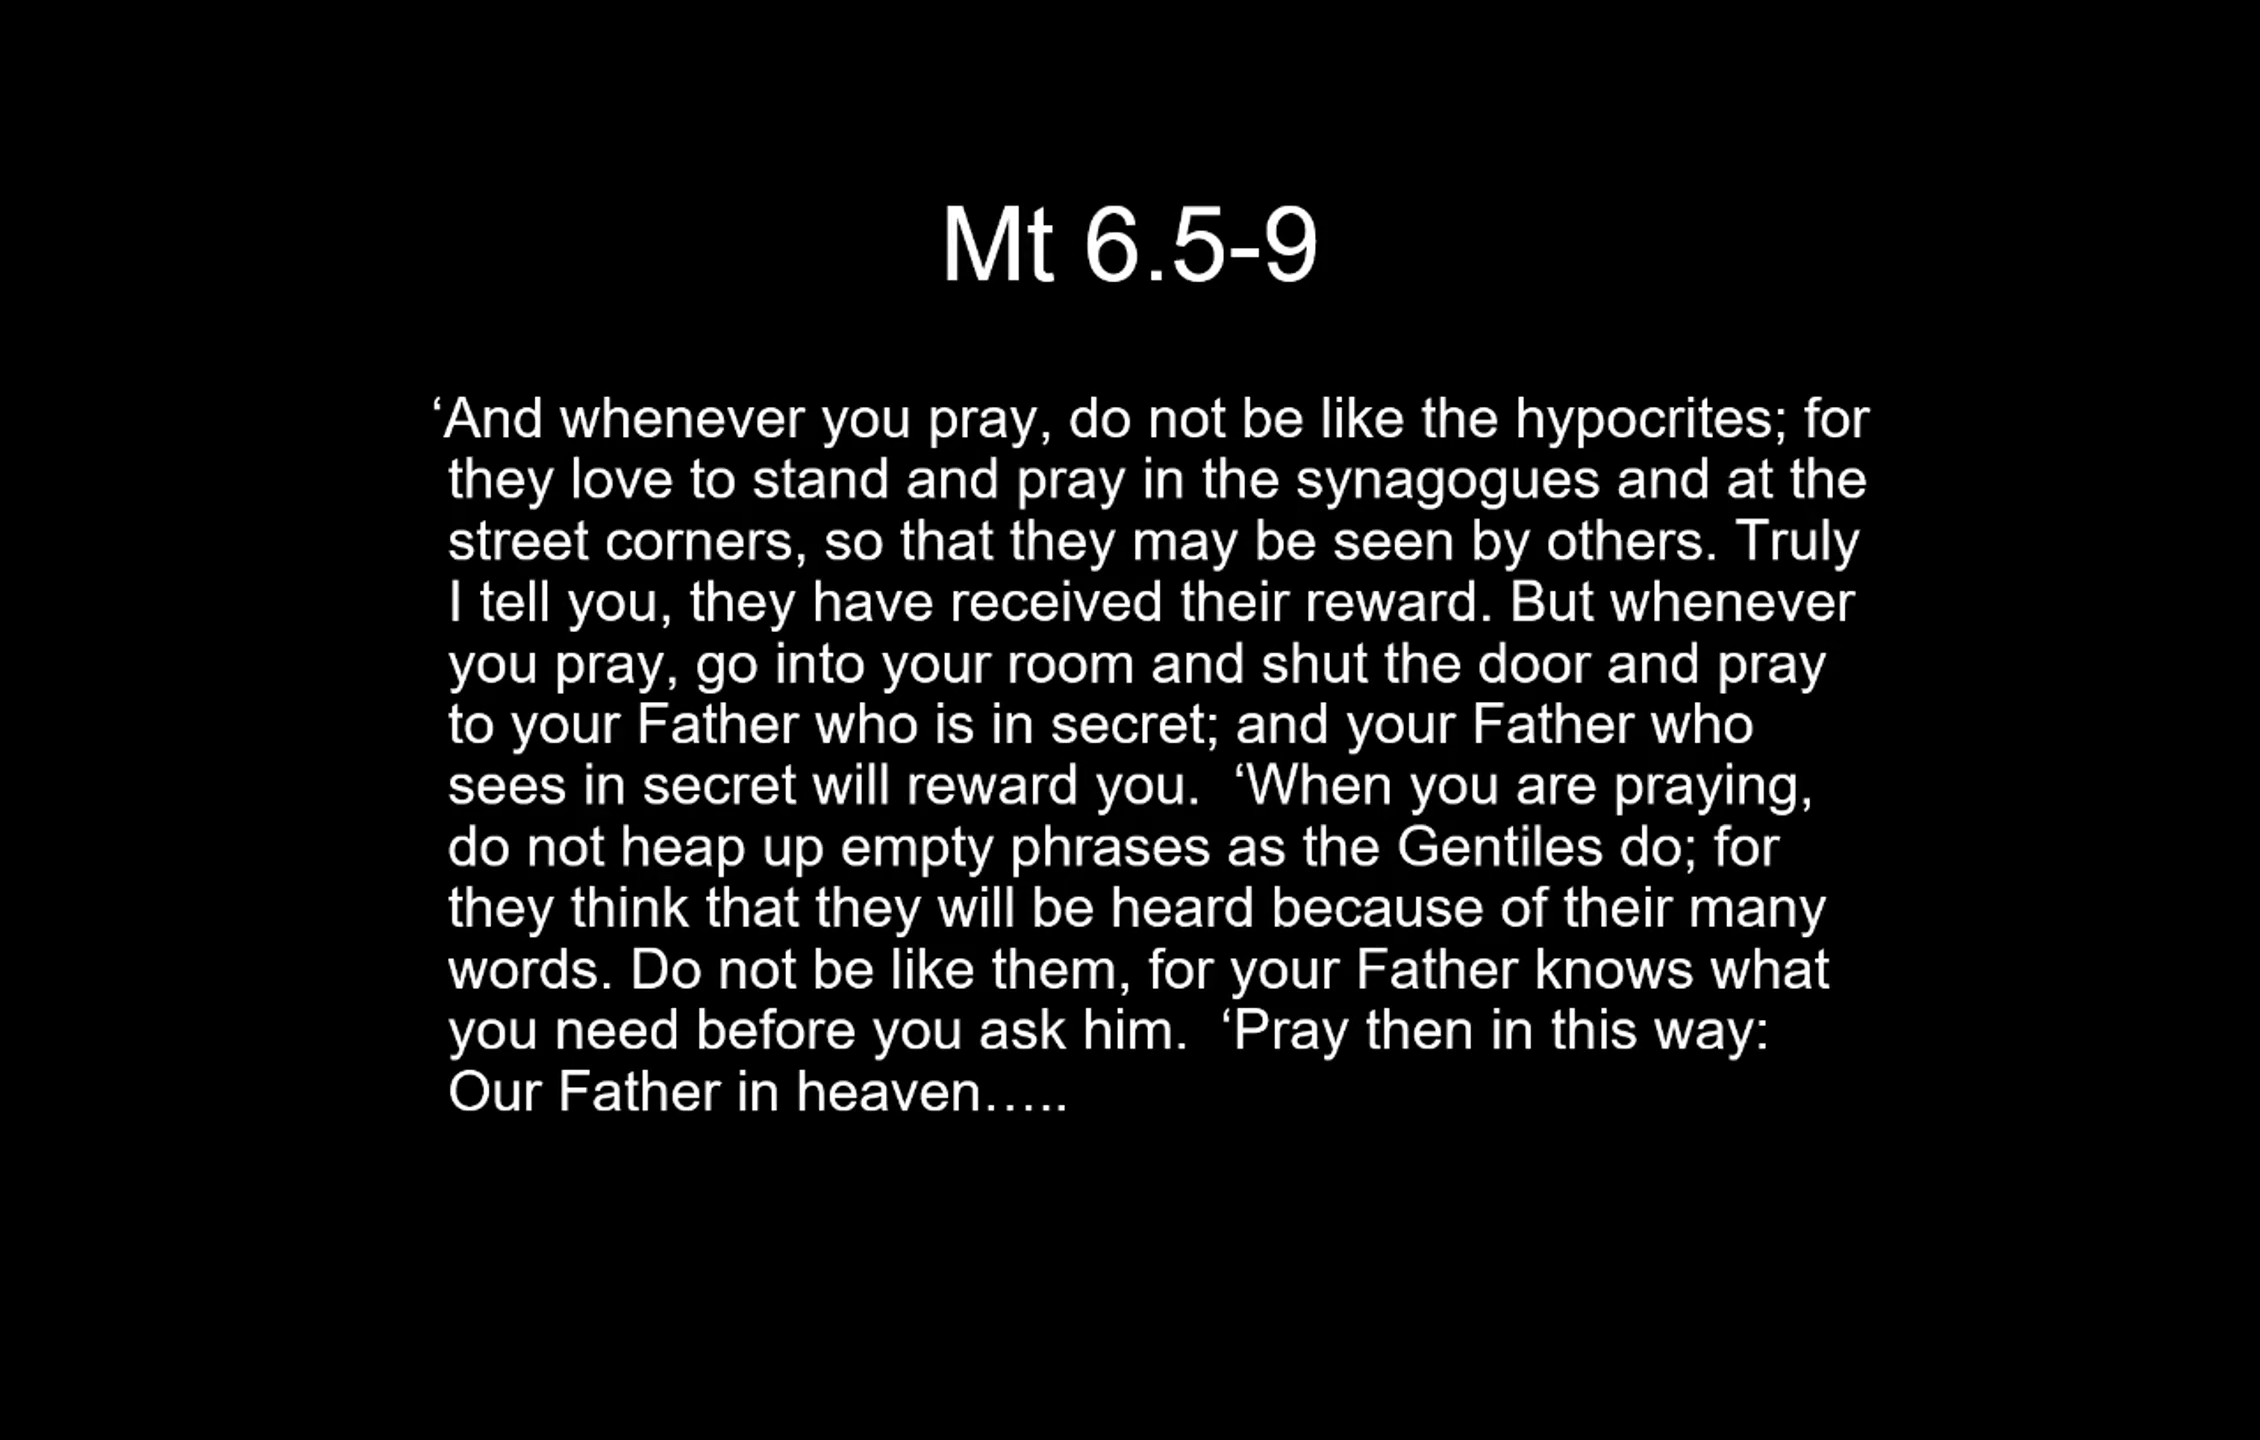 Mt 6.5-9
‘And whenever you pray, do not be like the hypocrites; for
they love to stand and pray in the synagogues and at the
street corners, so that they may be seen by others. Truly
I tell you, they have received their reward. But whenever
you pray, go into your room and shut the door and pray
to your Father who is in secret; and your Father who
sees in secret will reward you.  ‘When you are praying,
do not heap up empty phrases as the Gentiles do; for
they think that they will be heard because of their many
words. Do not be like them, for your Father knows what
you need before you ask him.  ‘Pray then in this way:
Our Father in heaven…..